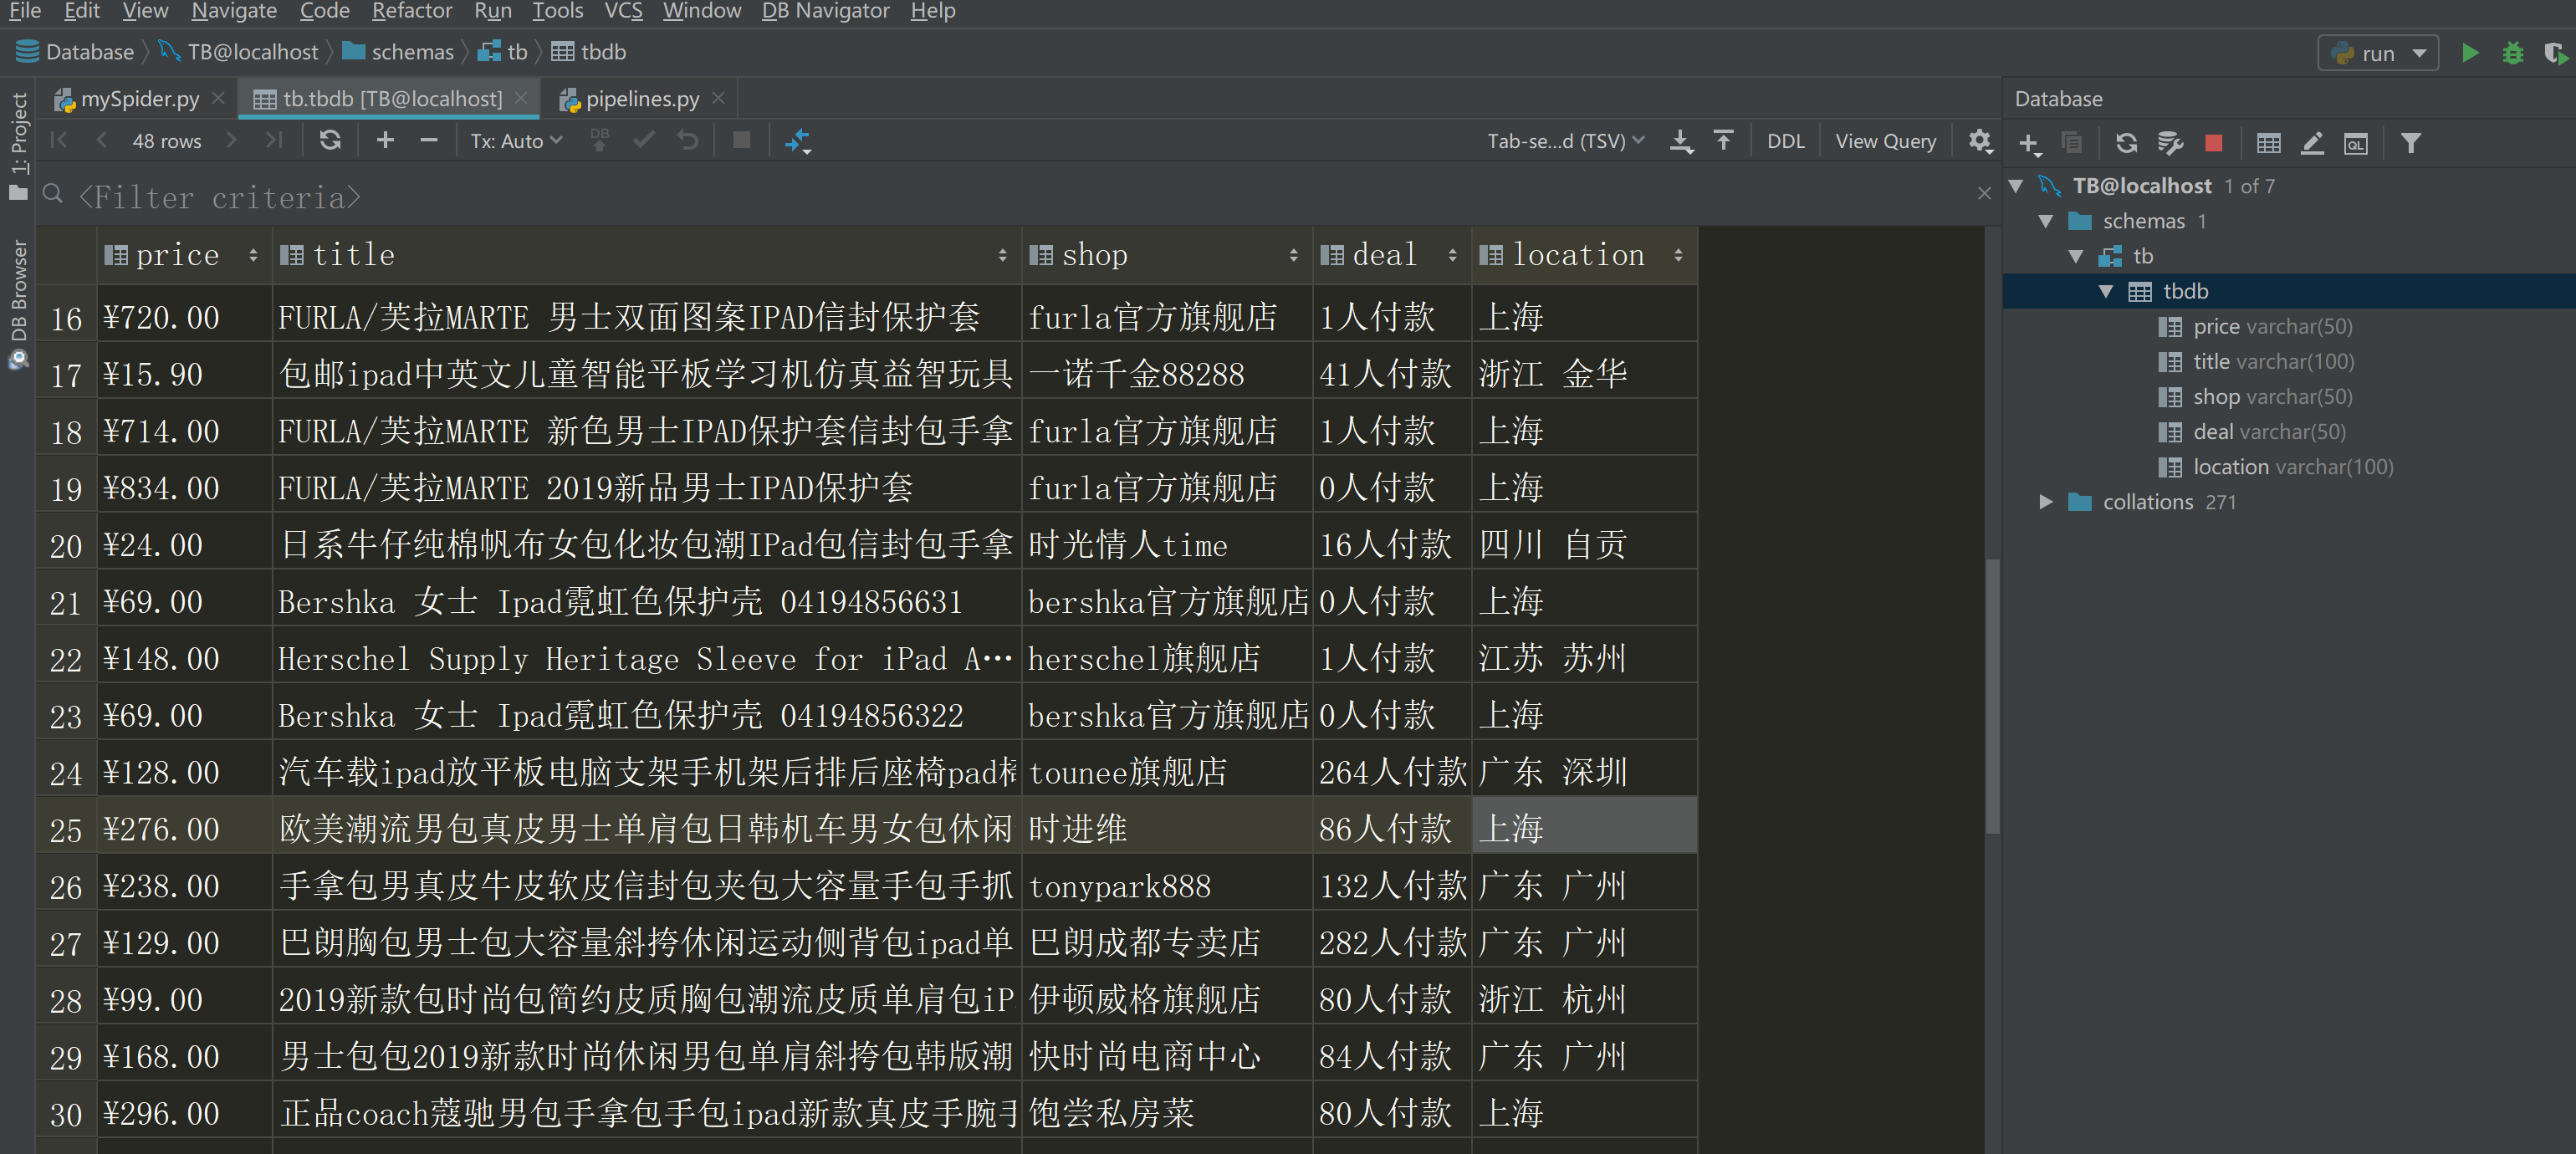 File Edit View Navigate Code Refactor Run Tools VCS Window DB Navigator Help
Database TB@localhost schemas tb tbdb run
mySpider.py tb.tbdb [TB@localhost] pipelines.py Database
48 rows Tx: Auto DB Tab-se...d (TSV) DDL View Query QL
<Filter criteria>
1: Project
DB Browser
price title shop deal location
16 ¥720.00 FURLA/芙拉MARTE 男士双面图案IPAD信封保护套 furla官方旗舰店 1人付款 上海
17 ¥15.90 包邮ipad中英文儿童智能平板学习机仿真益智玩具 一诺千金88288 41人付款 浙江 金华
18 ¥714.00 FURLA/芙拉MARTE 新色男士IPAD保护套信封包手拿 furla官方旗舰店 1人付款 上海
19 ¥834.00 FURLA/芙拉MARTE 2019新品男士IPAD保护套 furla官方旗舰店 0人付款 上海
20 ¥24.00 日系牛仔纯棉帆布女包化妆包潮IPad包信封包手拿 时光情人time 16人付款 四川 自贡
21 ¥69.00 Bershka 女士 Ipad霓虹色保护壳 04194856631 bershka官方旗舰店 0人付款 上海
22 ¥148.00 Herschel Supply Heritage Sleeve for iPad A… herschel旗舰店 1人付款 江苏 苏州
23 ¥69.00 Bershka 女士 Ipad霓虹色保护壳 04194856322 bershka官方旗舰店 0人付款 上海
24 ¥128.00 汽车载ipad放平板电脑支架手机架后排后座椅pad tounee旗舰店 264人付款 广东 深圳
25 ¥276.00 欧美潮流男包真皮男士单肩包日韩机车男女包休闲 时进维 86人付款 上海
26 ¥238.00 手拿包男真皮牛皮软皮信封包夹包大容量手包手抓 tonypark888 132人付款 广东 广州
27 ¥129.00 巴朗胸包男士包大容量斜挎休闲运动侧背包ipad单 巴朗成都专卖店 282人付款 广东 广州
28 ¥99.00 2019新款包时尚包简约皮质胸包潮流皮质单肩包iP 伊顿威格旗舰店 80人付款 浙江 杭州
29 ¥168.00 男士包包2019新款时尚休闲男包单肩斜挎包韩版潮 快时尚电商中心 84人付款 广东 广州
30 ¥296.00 正品coach蔻驰男包手拿包手包ipad新款真皮手腕 饱尝私房菜 80人付款 上海
TB@localhost 1 of 7
schemas 1
tb
tbdb
price varchar(50)
title varchar(100)
shop varchar(50)
deal varchar(50)
location varchar(100)
collations 271